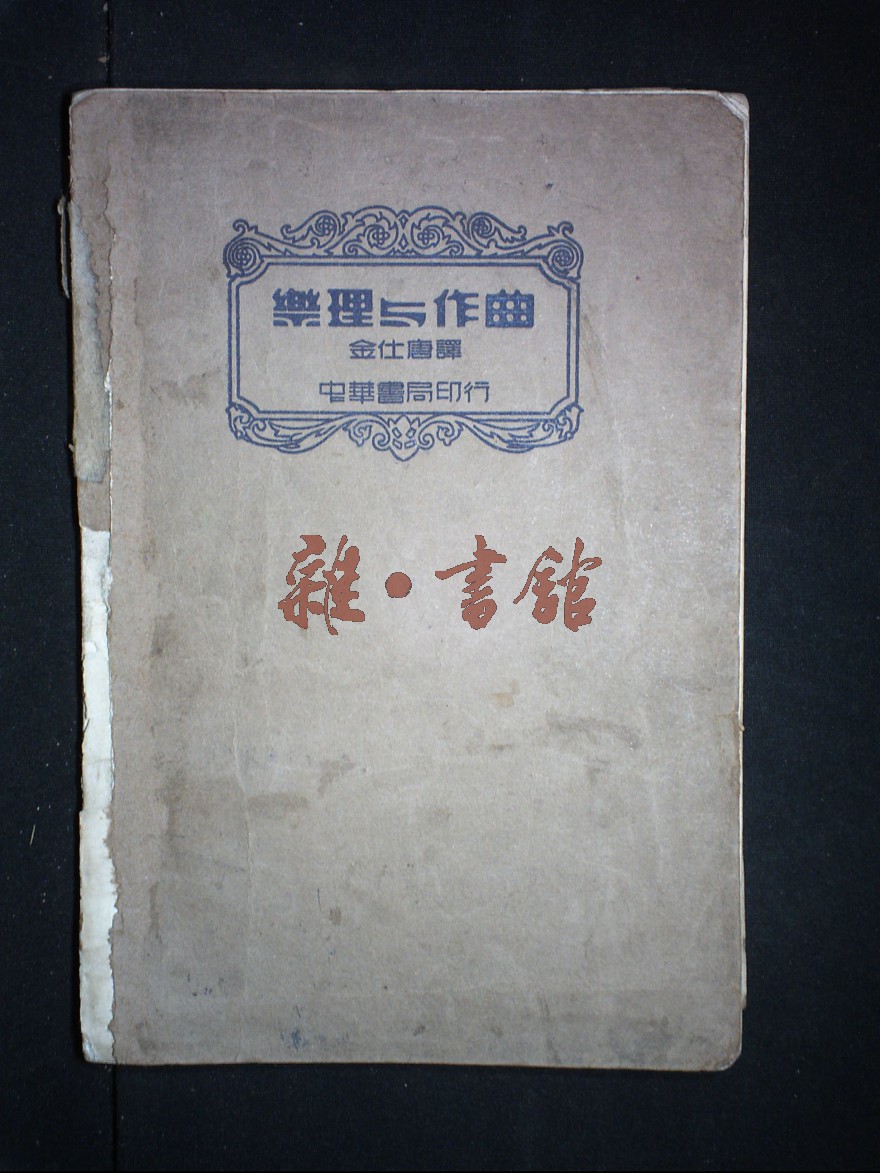 樂理与作曲
金仕唐譯
中華書局印行
雜·書館